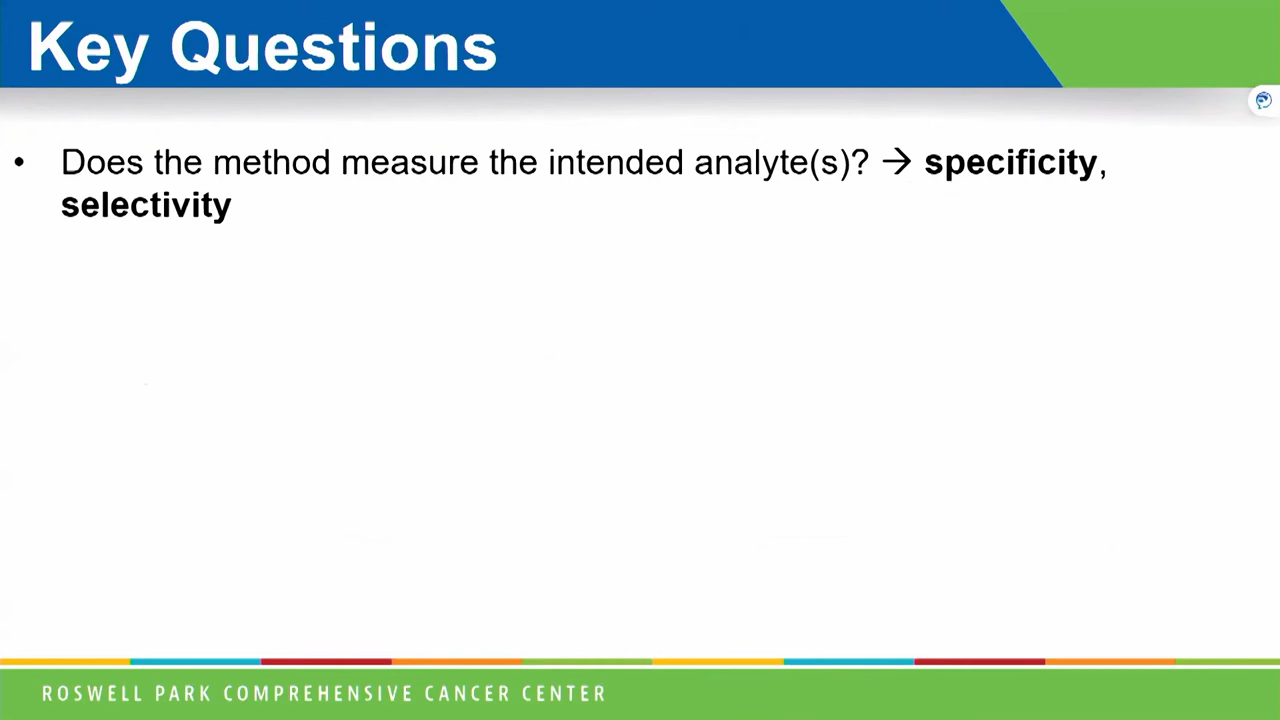 Key Questions
• Does the method measure the intended analyte(s)? → specificity,
selectivity
ROSWELL PARK COMPREHENSIVE CANCER CENTER